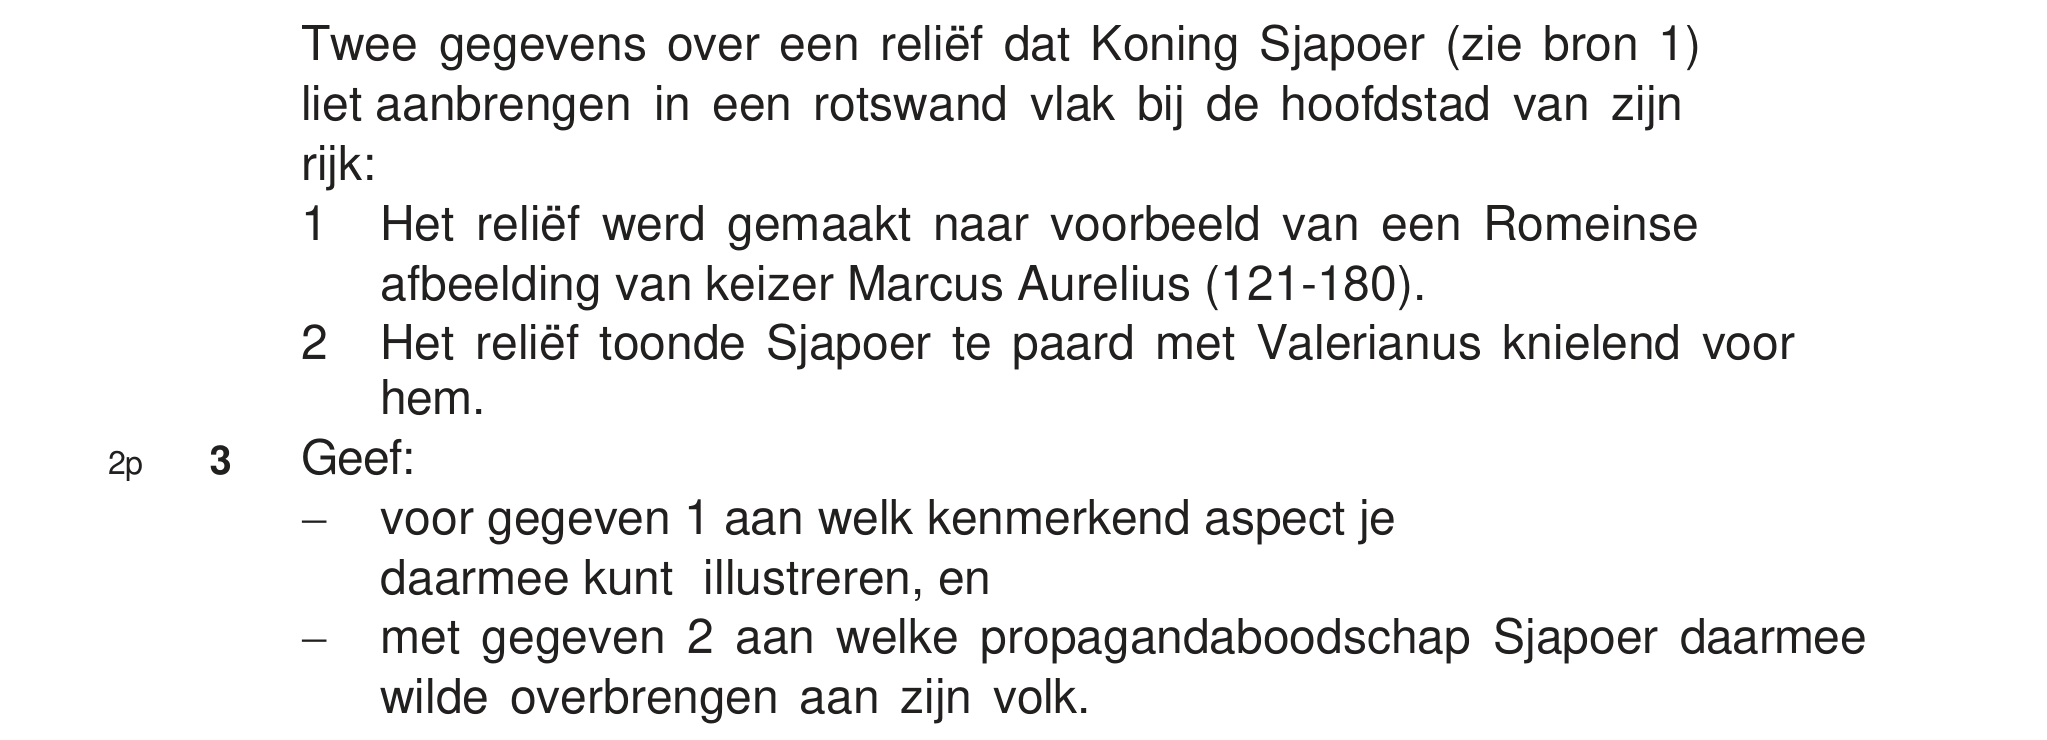 Twee gegevens over een reliëf dat Koning Sjapoer (zie bron 1)
liet aanbrengen in een rotswand vlak bij de hoofdstad van zijn
rijk:
1 Het reliëf werd gemaakt naar voorbeeld van een Romeinse
afbeelding van keizer Marcus Aurelius (121-180).
2 Het reliëf toonde Sjapoer te paard met Valerianus knielend voor
hem.
2p 3 Geef:
– voor gegeven 1 aan welk kenmerkend aspect je
daarmee kunt illustreren, en
– met gegeven 2 aan welke propagandaboodschap Sjapoer daarmee
wilde overbrengen aan zijn volk.